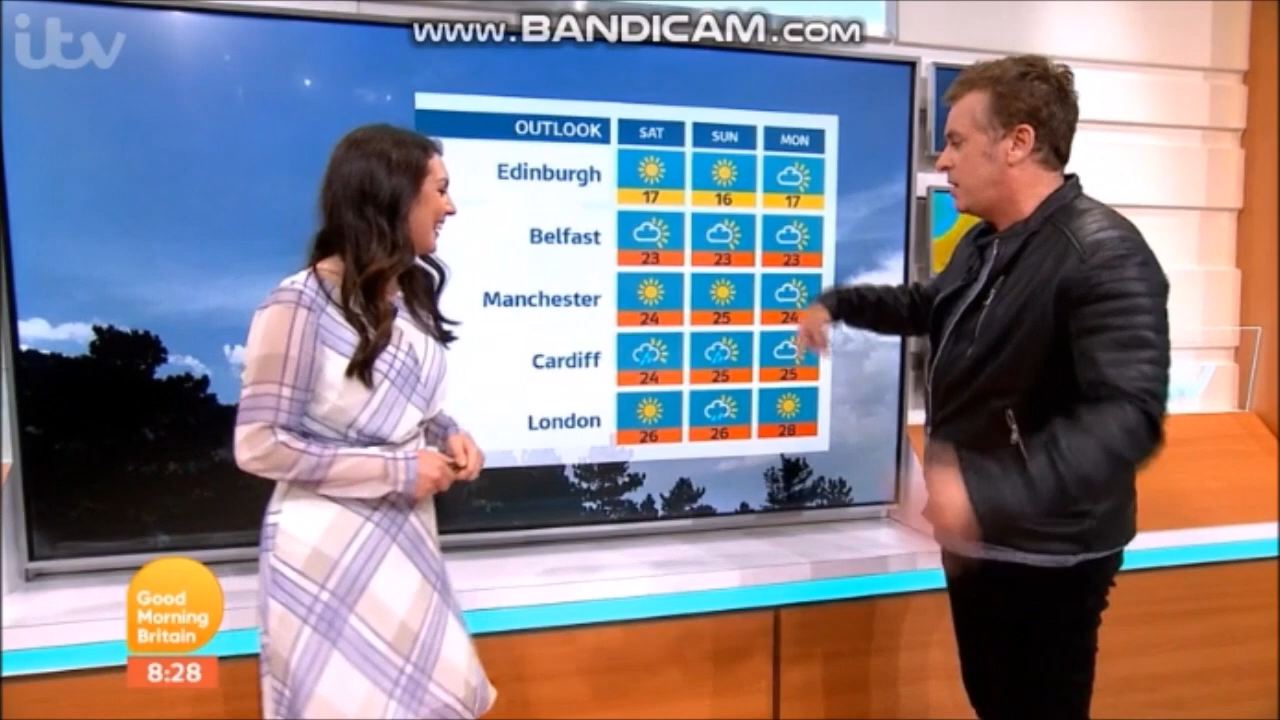 itv
www.BANDICAM.com
OUTLOOK SAT SUN MON
Edinburgh 17 16 17
Belfast 23 23 23
Manchester 24 25 24
Cardiff 24 25 25
London 26 26 28
Good
Morning
Britain
8:28